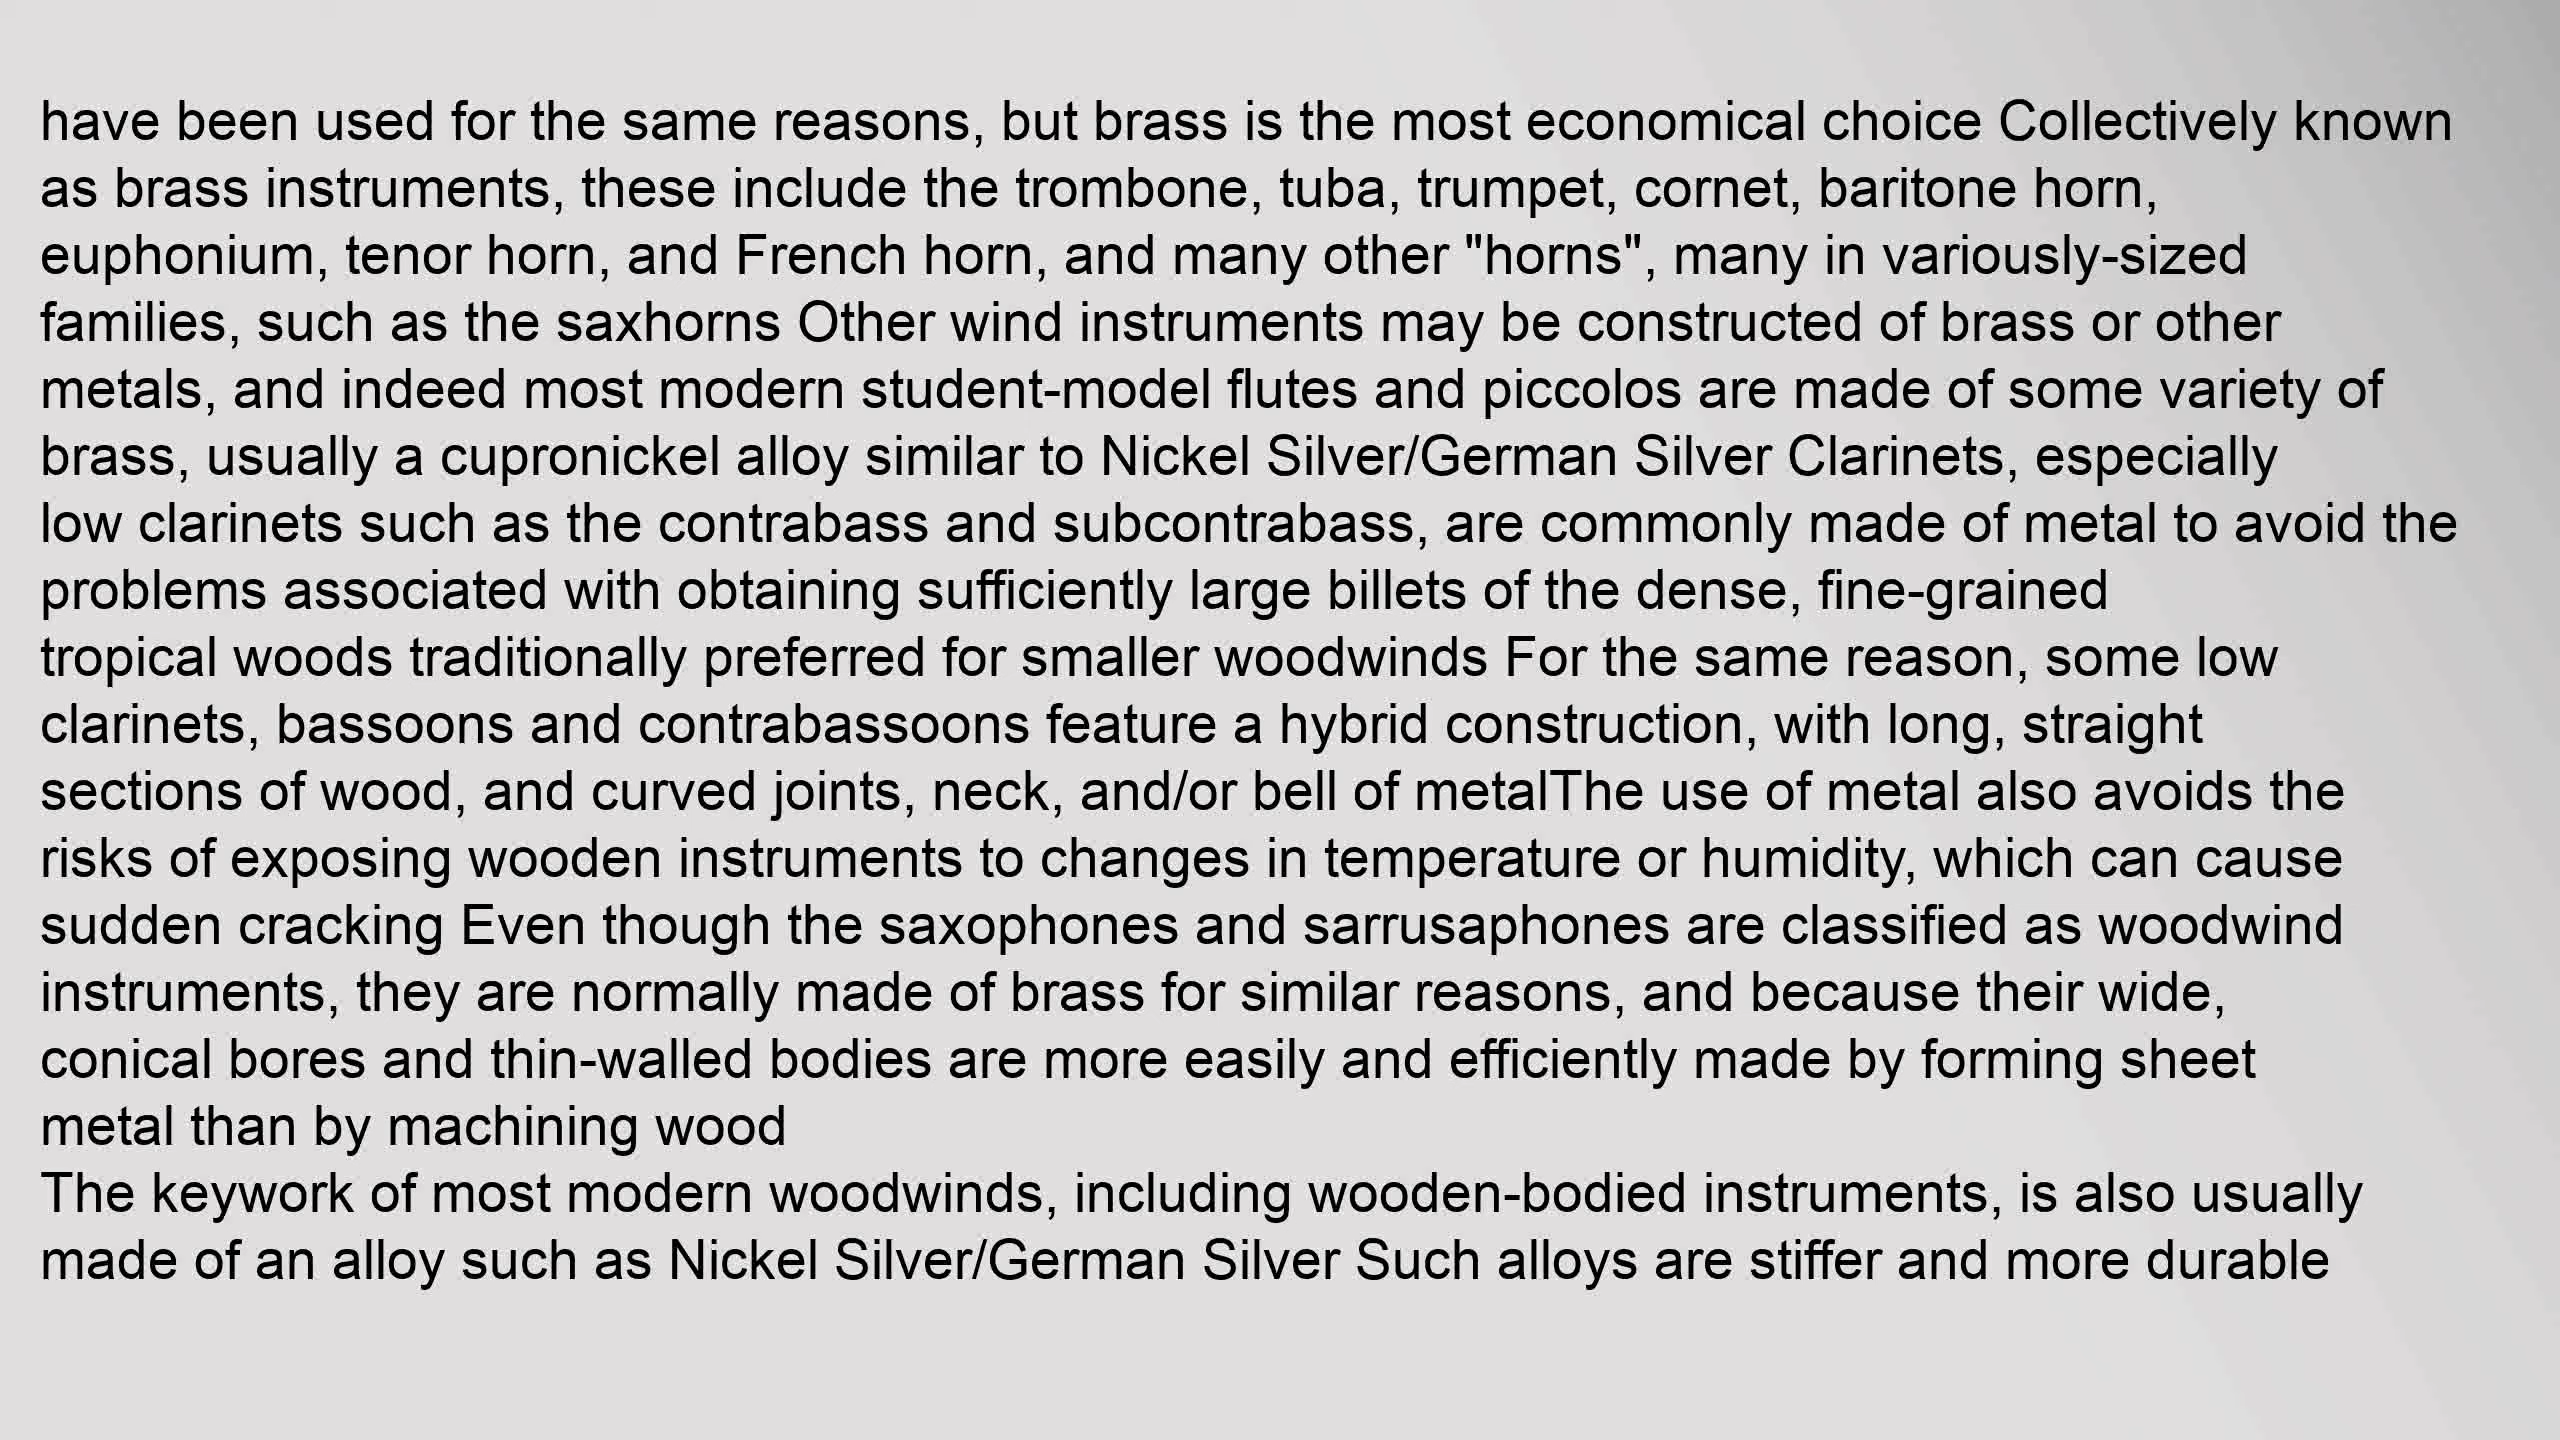 have been used for the same reasons, but brass is the most economical choice Collectively known
as brass instruments, these include the trombone, tuba, trumpet, cornet, baritone horn,
euphonium, tenor horn, and French horn, and many other "horns", many in variously-sized
families, such as the saxhorns Other wind instruments may be constructed of brass or other
metals, and indeed most modern student-model flutes and piccolos are made of some variety of
brass, usually a cupronickel alloy similar to Nickel Silver/German Silver Clarinets, especially
low clarinets such as the contrabass and subcontrabass, are commonly made of metal to avoid the
problems associated with obtaining sufficiently large billets of the dense, fine-grained
tropical woods traditionally preferred for smaller woodwinds For the same reason, some low
clarinets, bassoons and contrabassoons feature a hybrid construction, with long, straight
sections of wood, and curved joints, neck, and/or bell of metalThe use of metal also avoids the
risks of exposing wooden instruments to changes in temperature or humidity, which can cause
sudden cracking Even though the saxophones and sarrusaphones are classified as woodwind
instruments, they are normally made of brass for similar reasons, and because their wide,
conical bores and thin-walled bodies are more easily and efficiently made by forming sheet
metal than by machining wood
The keywork of most modern woodwinds, including wooden-bodied instruments, is also usually
made of an alloy such as Nickel Silver/German Silver Such alloys are stiffer and more durable